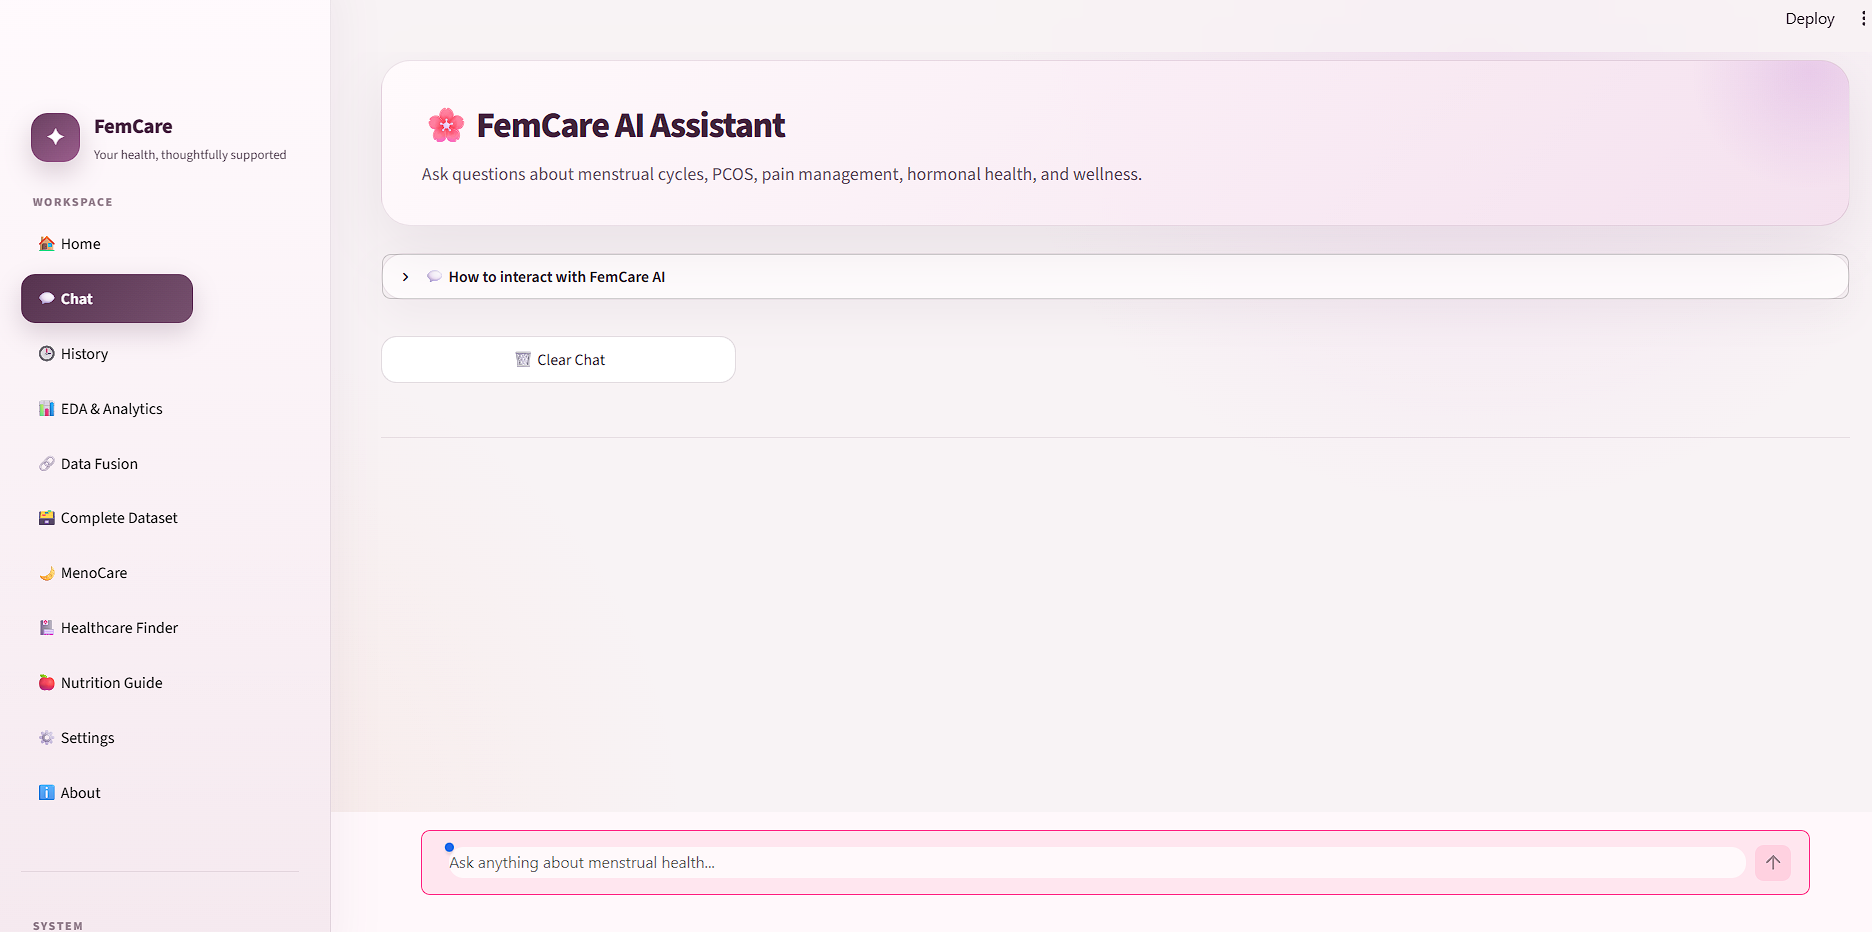 Deploy
FemCare
Your health, thoughtfully supported
WORKSPACE
Home
Chat
History
EDA & Analytics
Data Fusion
Complete Dataset
MenoCare
Healthcare Finder
Nutrition Guide
Settings
About
SYSTEM
FemCare AI Assistant
Ask questions about menstrual cycles, PCOS, pain management, hormonal health, and wellness.
How to interact with FemCare AI
Clear Chat
Ask anything about menstrual health...